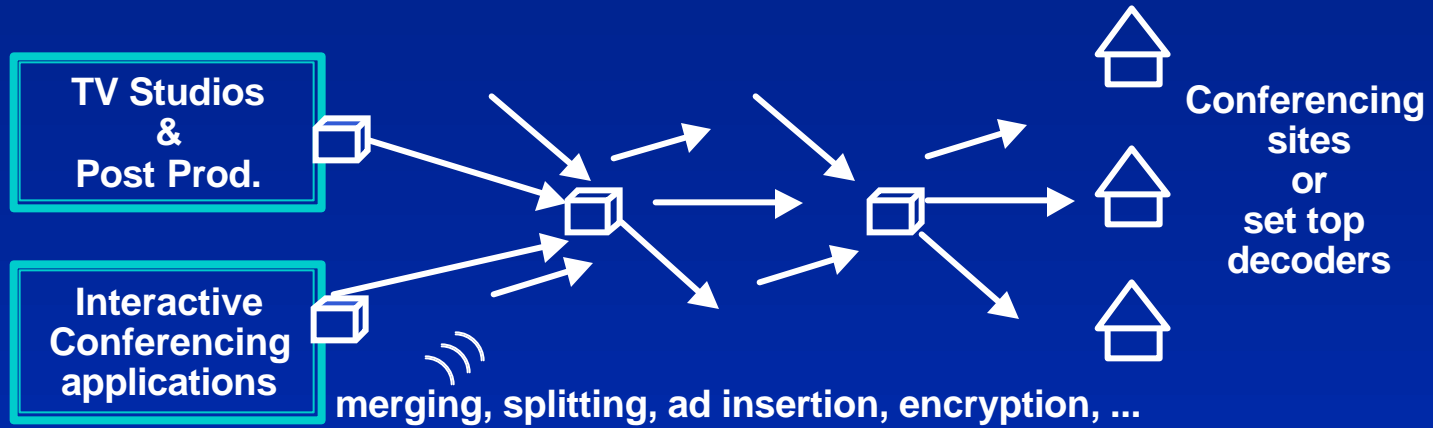 TV Studios
&
Post Prod.
Interactive
Conferencing
applications
merging, splitting, ad insertion, encryption, ...
Conferencing
sites
or
set top
decoders